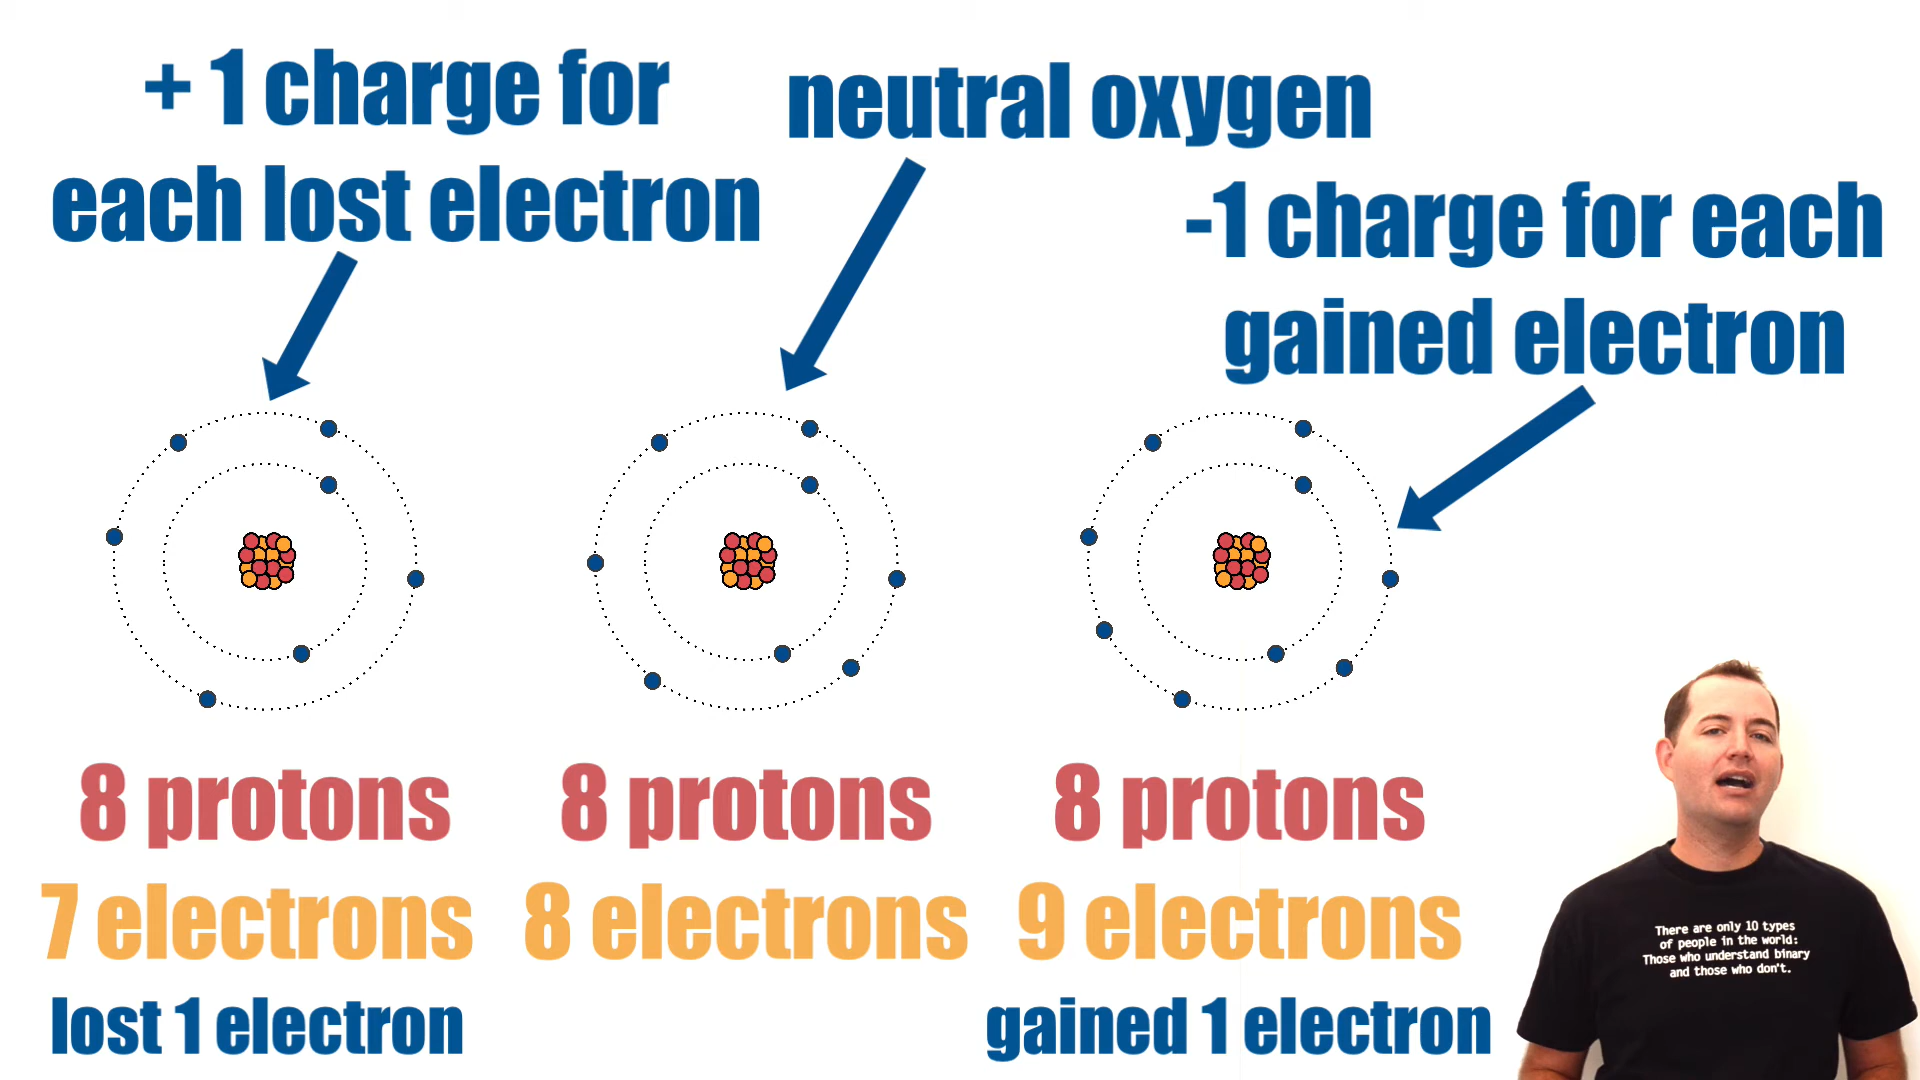 + 1 charge for
each lost electron
neutral oxygen
-1 charge for each
gained electron
8 protons
7 electrons
lost 1 electron
8 protons
8 electrons
8 protons
9 electrons
gained 1 electron
There are only 10 types
of people in the world:
Those who understand binary
and those who don't.